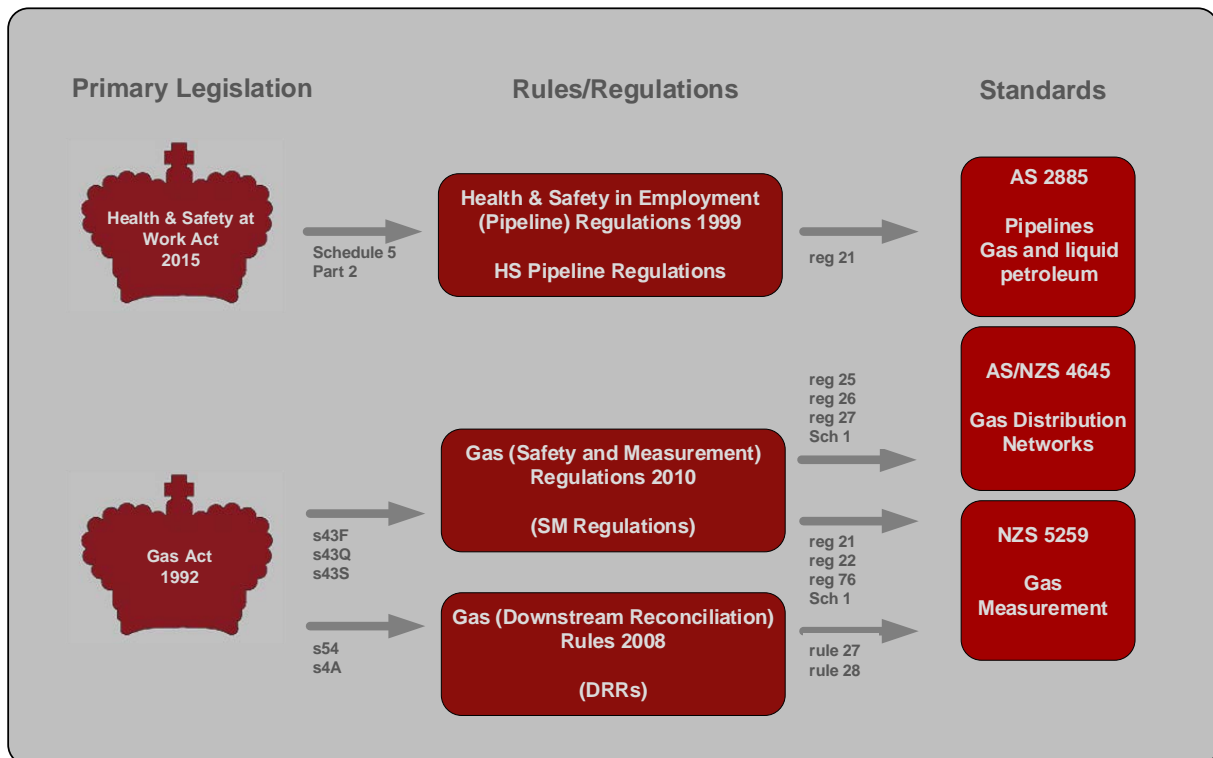 Primary Legislation
Rules/Regulations
Standards
Health & Safety at
Work Act
2015
Schedule 5
Part 2
Health & Safety in Employment
(Pipeline) Regulations 1999
HS Pipeline Regulations
reg 21
AS 2885
Pipelines
Gas and liquid
petroleum
Gas Act
1992
s43F
s43Q
s43S
Gas (Safety and Measurement)
Regulations 2010
(SM Regulations)
reg 25
reg 26
reg 27
Sch 1
AS/NZS 4645
Gas Distribution
Networks
reg 21
reg 22
reg 76
Sch 1
NZS 5259
Gas
Measurement
s54
s4A
Gas (Downstream Reconciliation)
Rules 2008
(DRRs)
rule 27
rule 28